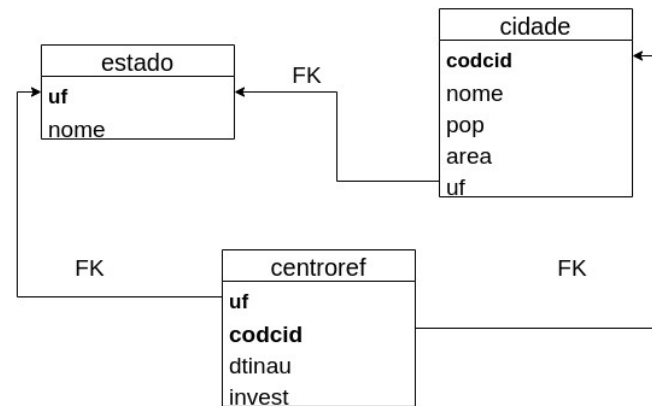 estado
uf
nome
FK
cidade
codcid
nome
pop
area
uf
FK
centroref
uf
codcid
dtinau
invest
FK